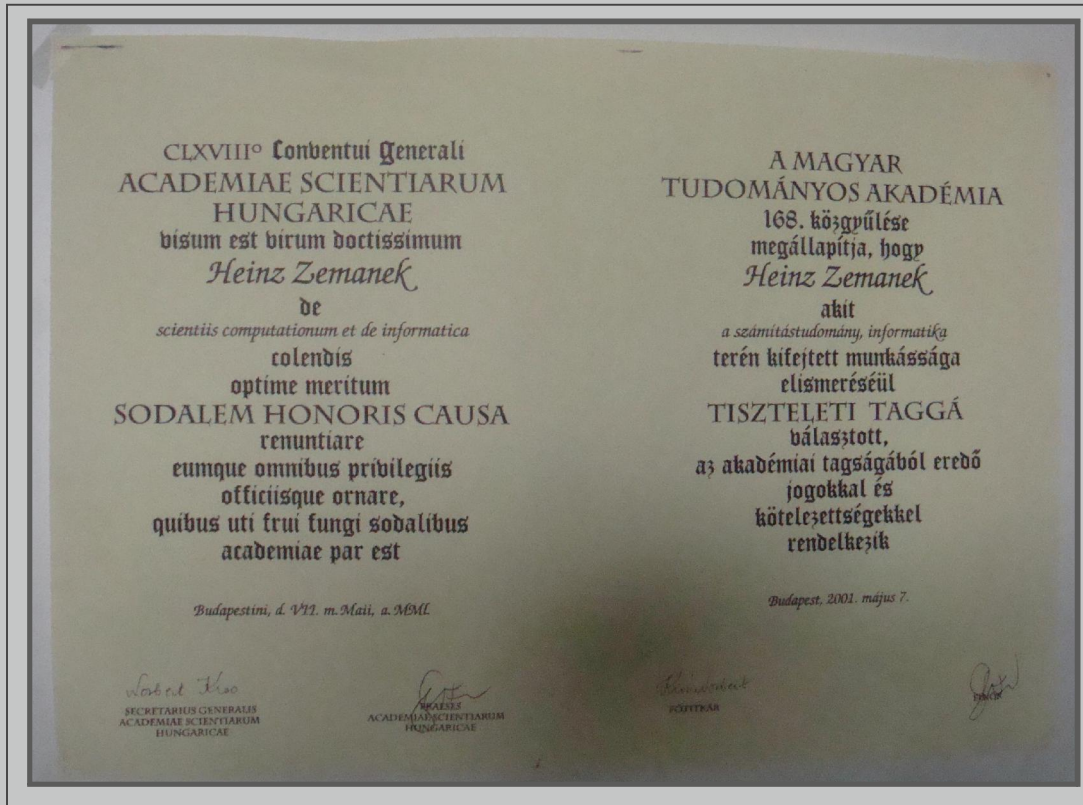 CLXVIIIº Conventui Generali
ACADEMIAE SCIENTIARUM
HUNGARICAE
visum est virum doctissimum
Heinz Zemanek
de
scientiis computationum et de informatica
colendis
optime meritum
SODALEM HONORIS CAUSA
renuntiare
eumque omnibus privilegiis
officiisque ornare,
quibus uti frui fungi sodalibus
academiae par est
Budapestini, d. VII. m. Maii, a. MMI.
Norbert Kroo
SECRETARIUS GENERALIS
ACADEMIAE SCIENTIARUM
HUNGARICAE
PRAESES
ACADEMIAE SCIENTIARUM
HUNGARICAE
A MAGYAR
TUDOMÁNYOS AKADÉMIA
168. közgyűlése
megállapítja, hogy
Heinz Zemanek
akit
a számítástudomány, informatika
terén kifejtett munkássága
elismeréséül
TISZTELETI TAGGÁ
választott,
az akadémiai tagságából eredő
jogokkal és
kötelezettségekkel
rendelkezik
Budapest, 2001. május 7.
FŐTITKÁR